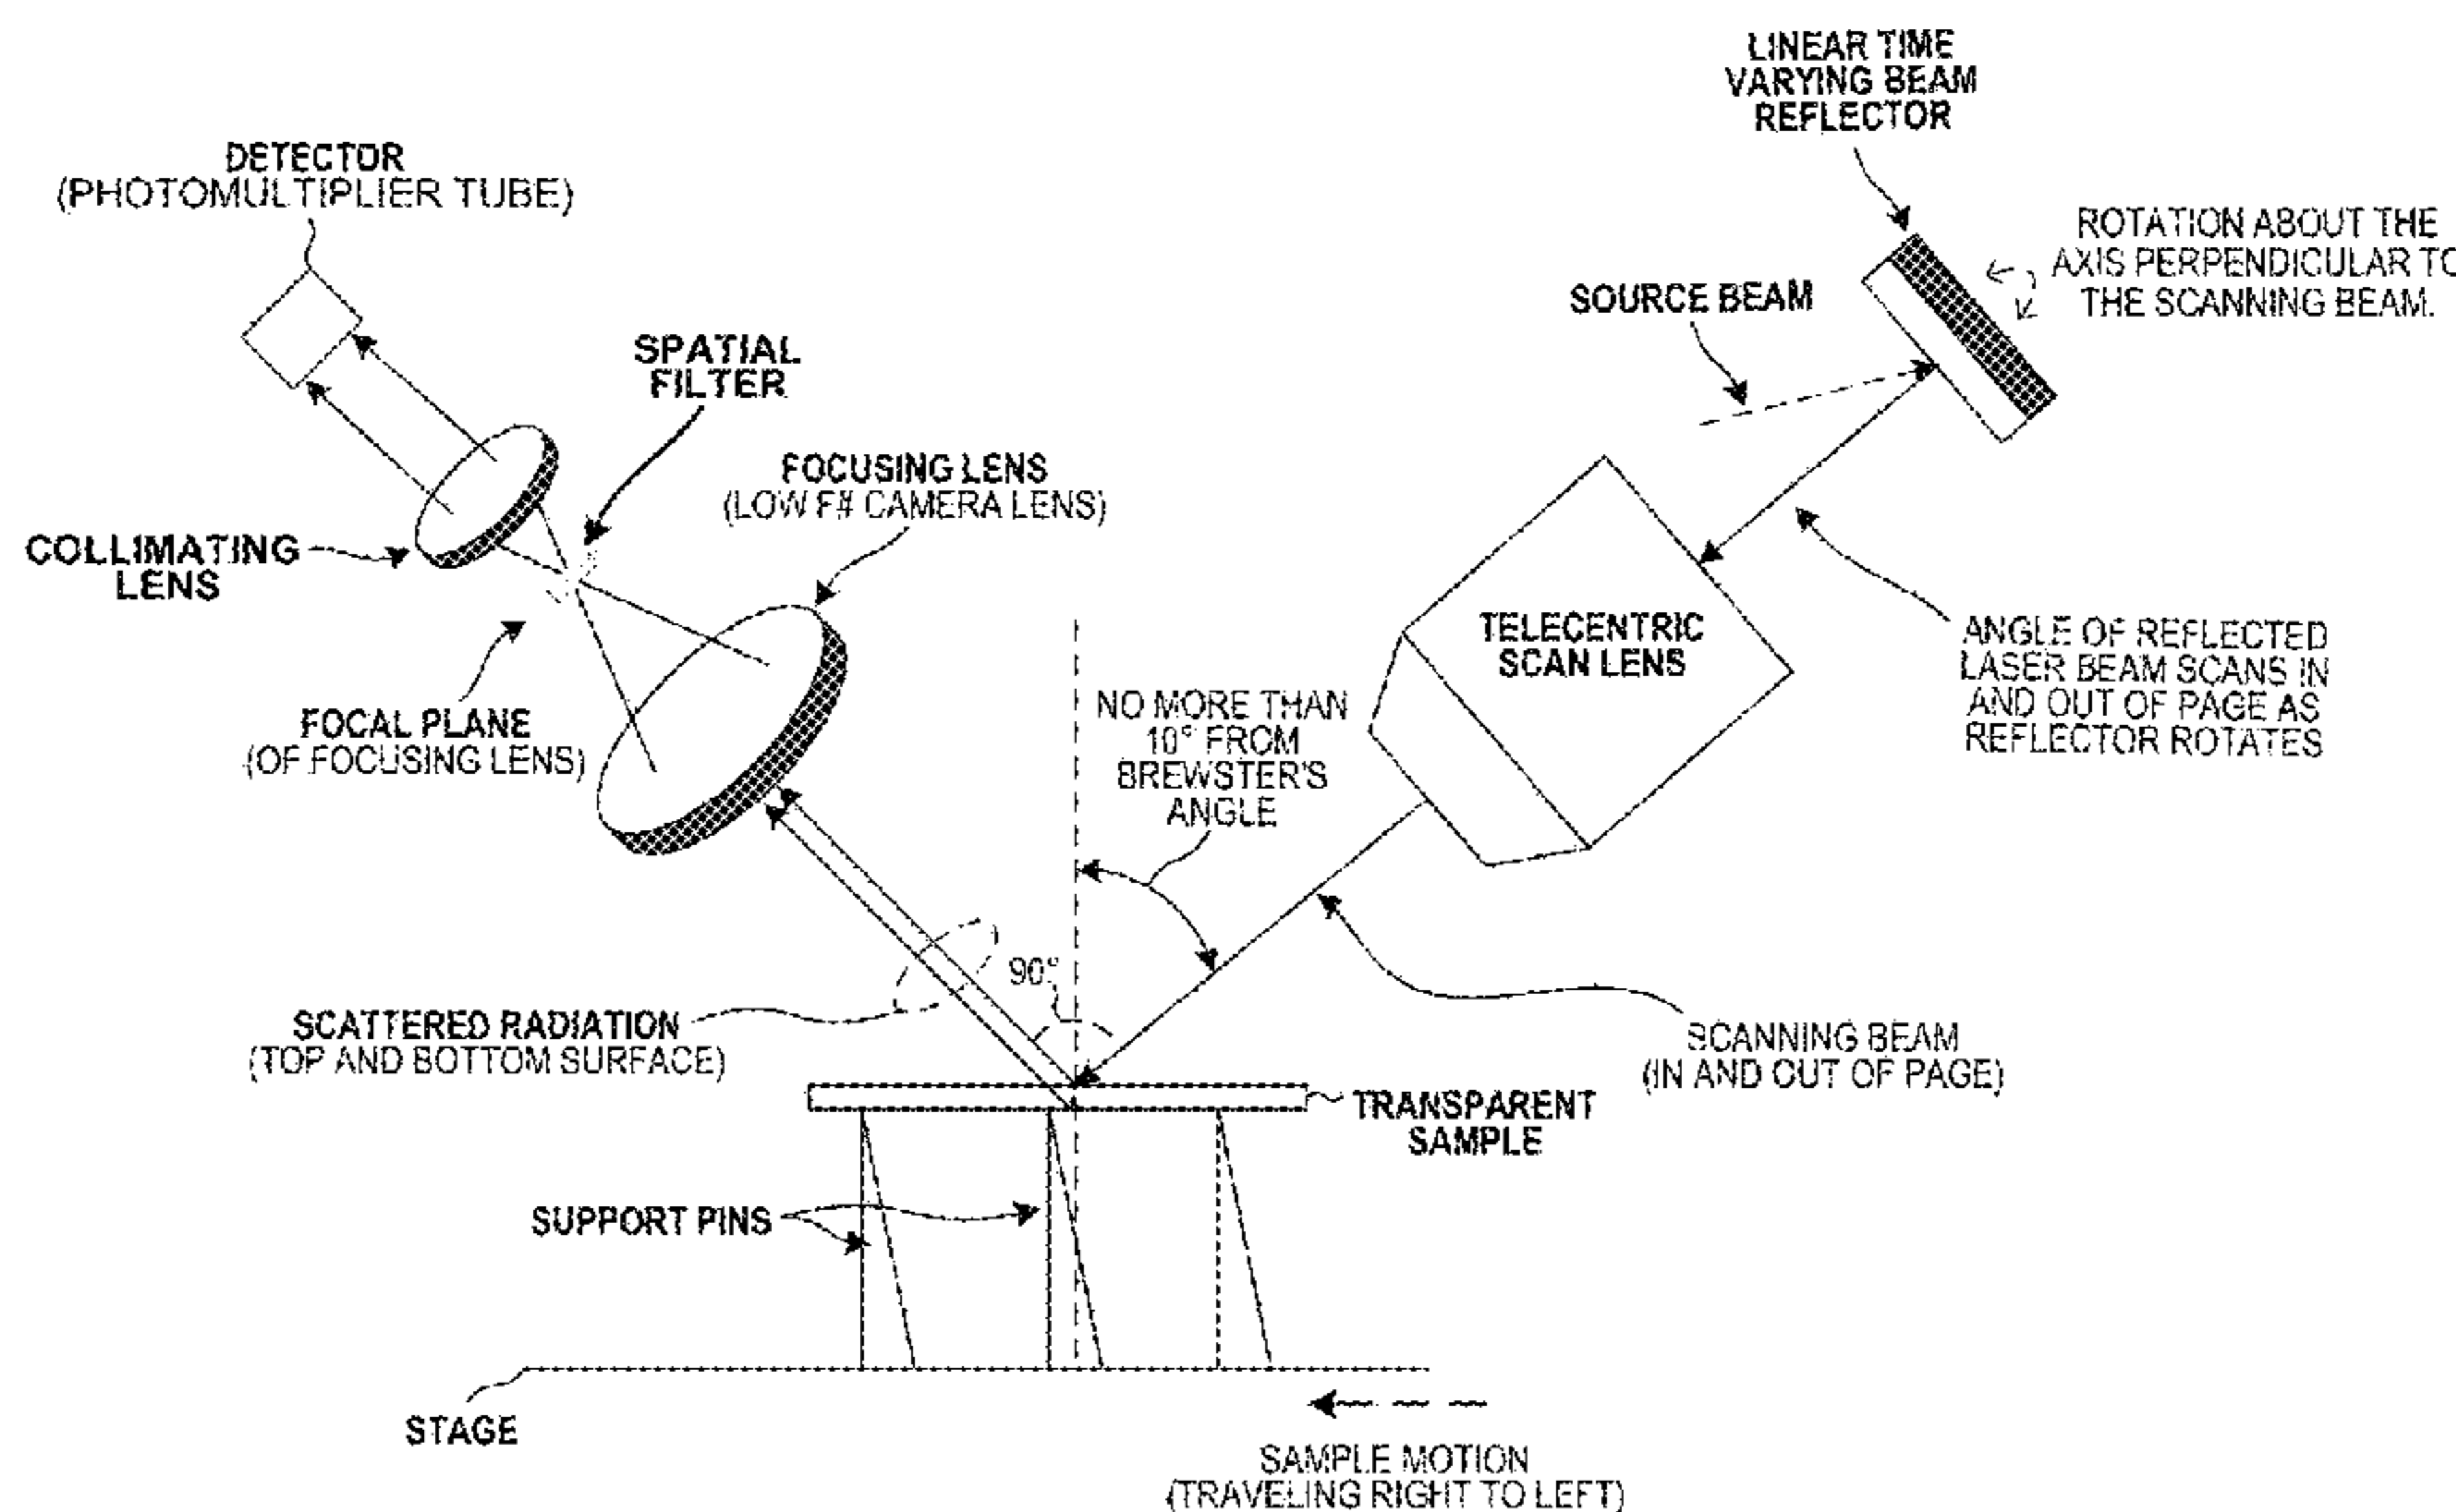 LINEAR TIME
VARYING BEAM
REFLECTOR
DETECTOR
(PHOTOMULTIPLIER TUBE)
ROTATION ABOUT THE
AXIS PERPENDICULAR TO
THE SCANNING BEAM.
SOURCE BEAM
SPATIAL
FILTER
FOCUSING LENS
(LOW F# CAMERA LENS)
COLLIMATING
LENS
TELECENTRIC
SCAN LENS
ANGLE OF REFLECTED
LASER BEAM SCANS IN
AND OUT OF PAGE AS
REFLECTOR ROTATES
FOCAL PLANE
(OF FOCUSING LENS)
NO MORE THAN
10° FROM
BREWSTER'S
ANGLE
90°
SCATTERED RADIATION
(TOP AND BOTTOM SURFACE)
SCANNING BEAM
(IN AND OUT OF PAGE)
TRANSPARENT
SAMPLE
SUPPORT PINS
STAGE
SAMPLE MOTION
(TRAVELING RIGHT TO LEFT)